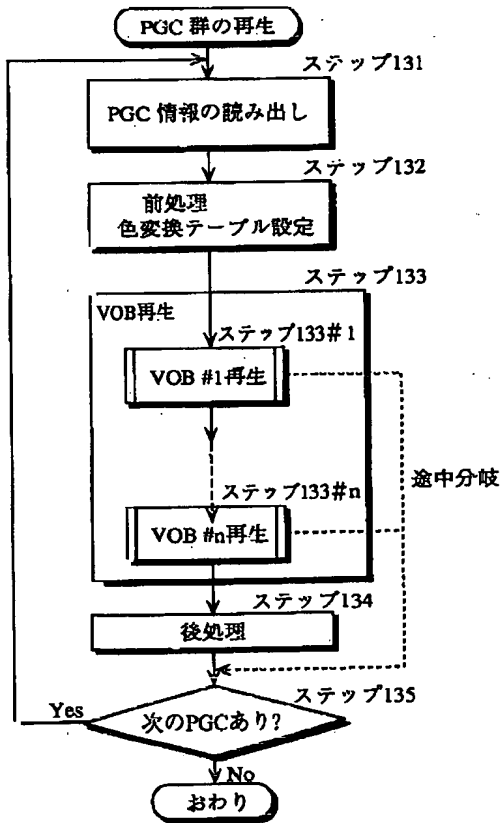 PGC 群の再生
ステップ131
PGC 情報の読み出し
ステップ132
前処理
色変換テーブル設定
ステップ133
VOB再生
ステップ133#1
VOB #1再生
途中分岐
ステップ133#n
VOB #n再生
ステップ134
後処理
ステップ135
Yes
次のPGCあり?
No
おわり